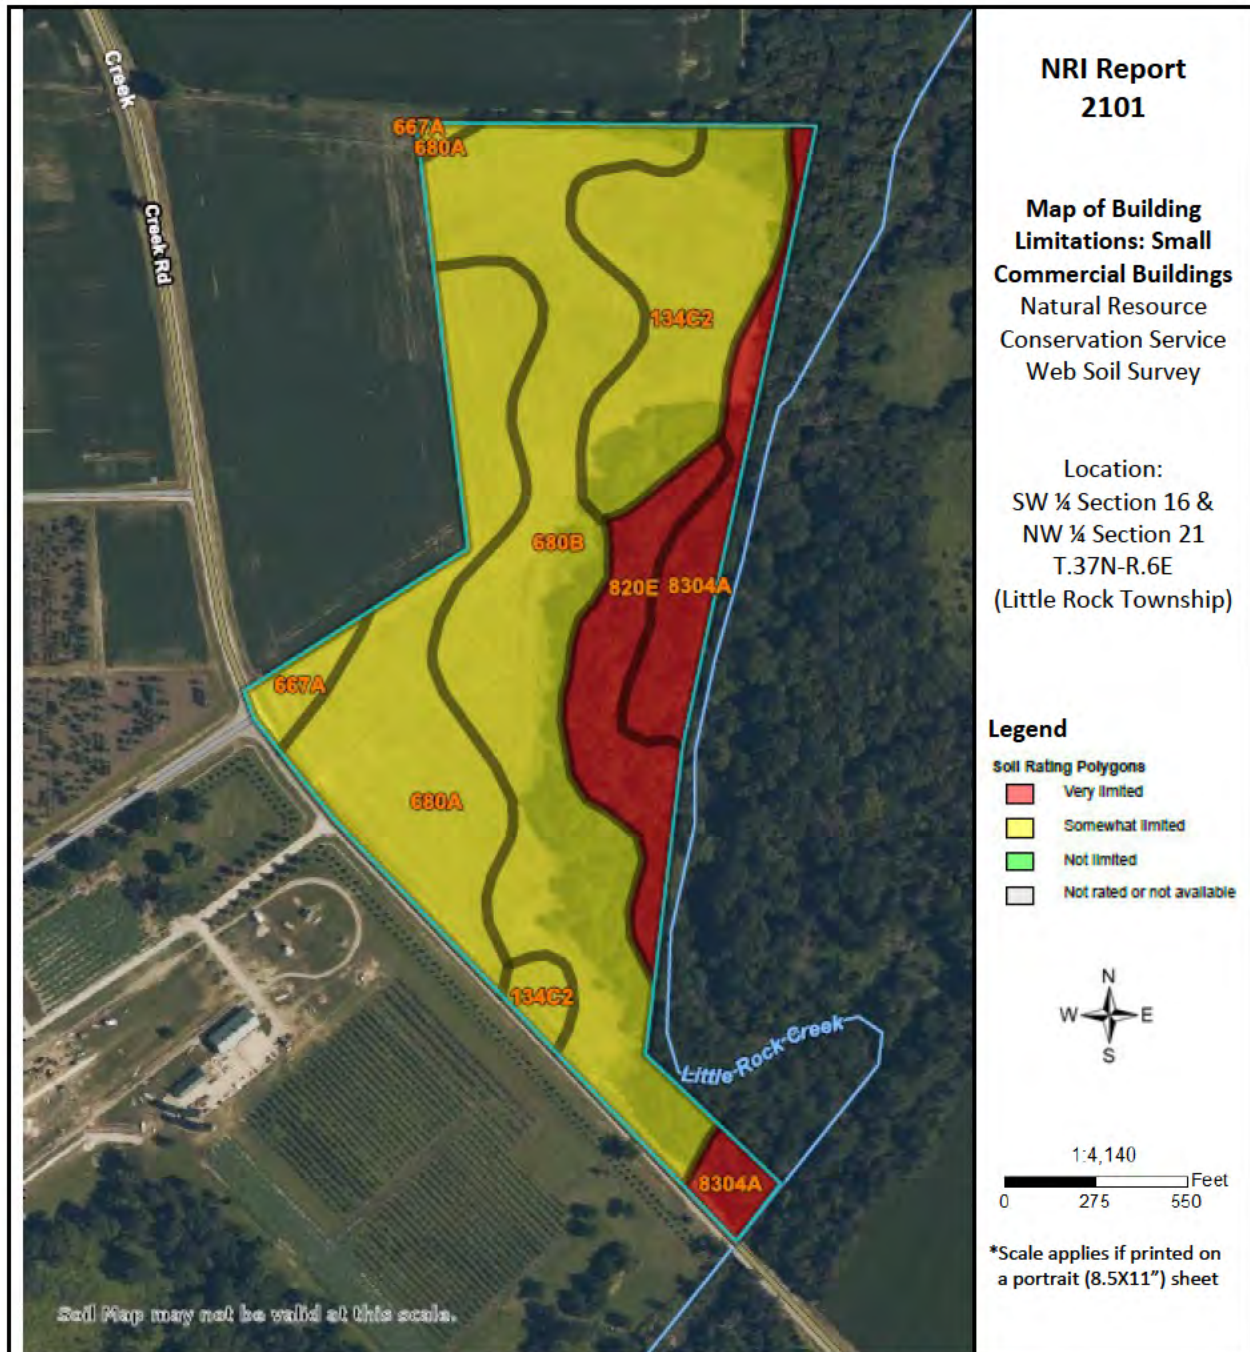 Creek
Creek Rd
667A
680A
134C2
680B
820E
8304A
667A
680A
134C2
Little Rock Creek
8304A
Soil Map may not be valid at this scale.
NRI Report
2101
Map of Building
Limitations: Small
Commercial Buildings
Natural Resource
Conservation Service
Web Soil Survey
Location:
SW ¼ Section 16 &
NW ¼ Section 21
T.37N-R.6E
(Little Rock Township)
Legend
Soil Rating Polygons
Very limited
Somewhat limited
Not limited
Not rated or not available
N
W E
S
1:4,140
Feet
0 275 550
*Scale applies if printed on
a portrait (8.5X11") sheet